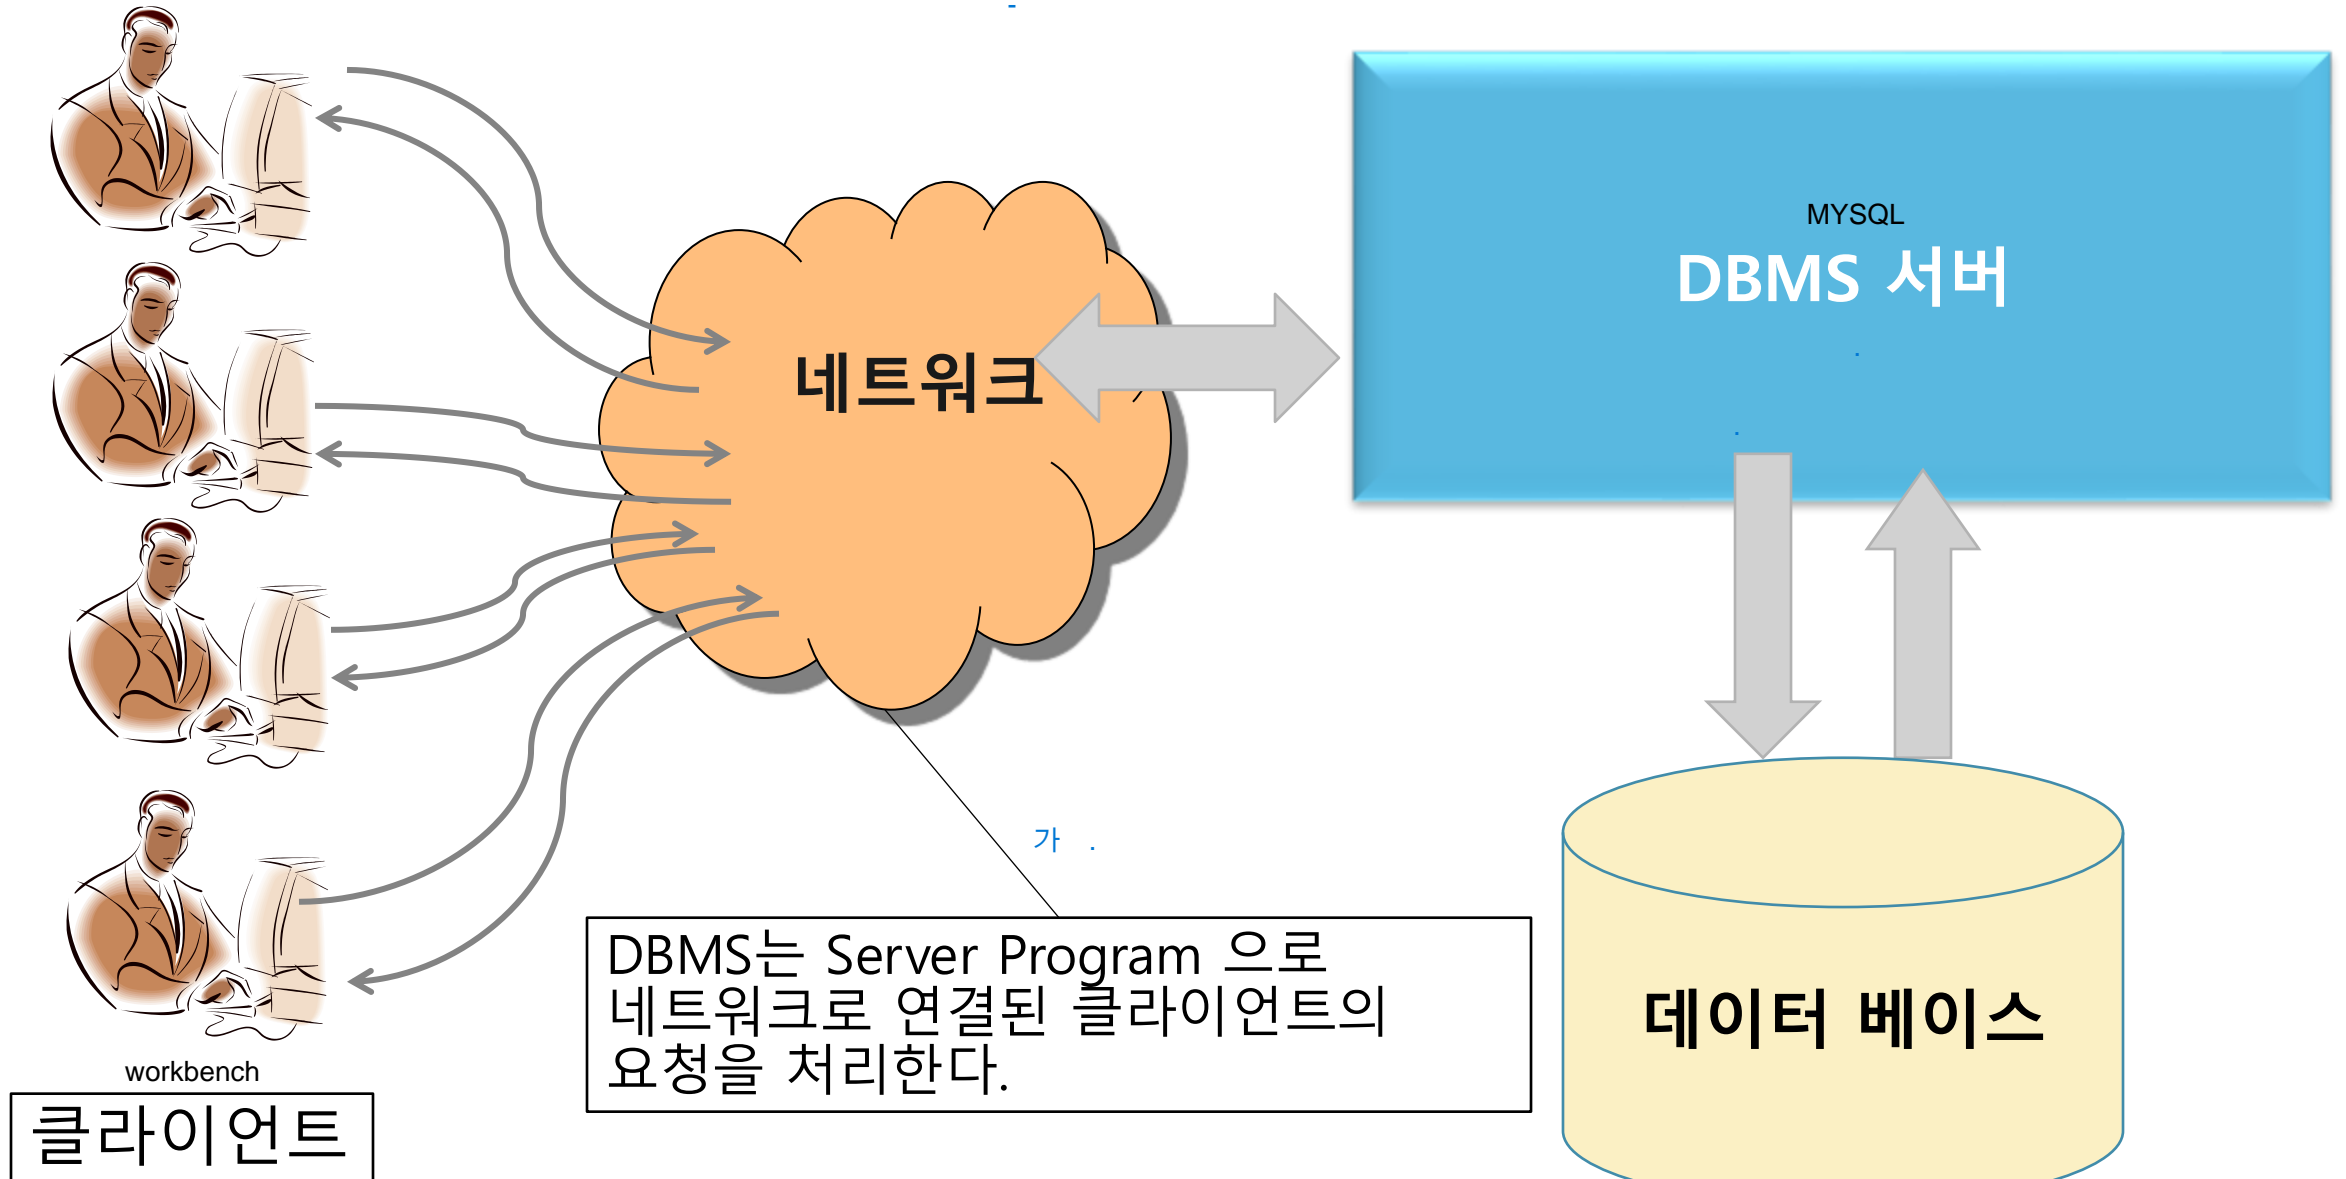 MYSQL
DBMS 서버
네트워크
가 .
DBMS는 Server Program 으로
네트워크로 연결된 클라이언트의
요청을 처리한다.
데이터 베이스
workbench
클라이언트